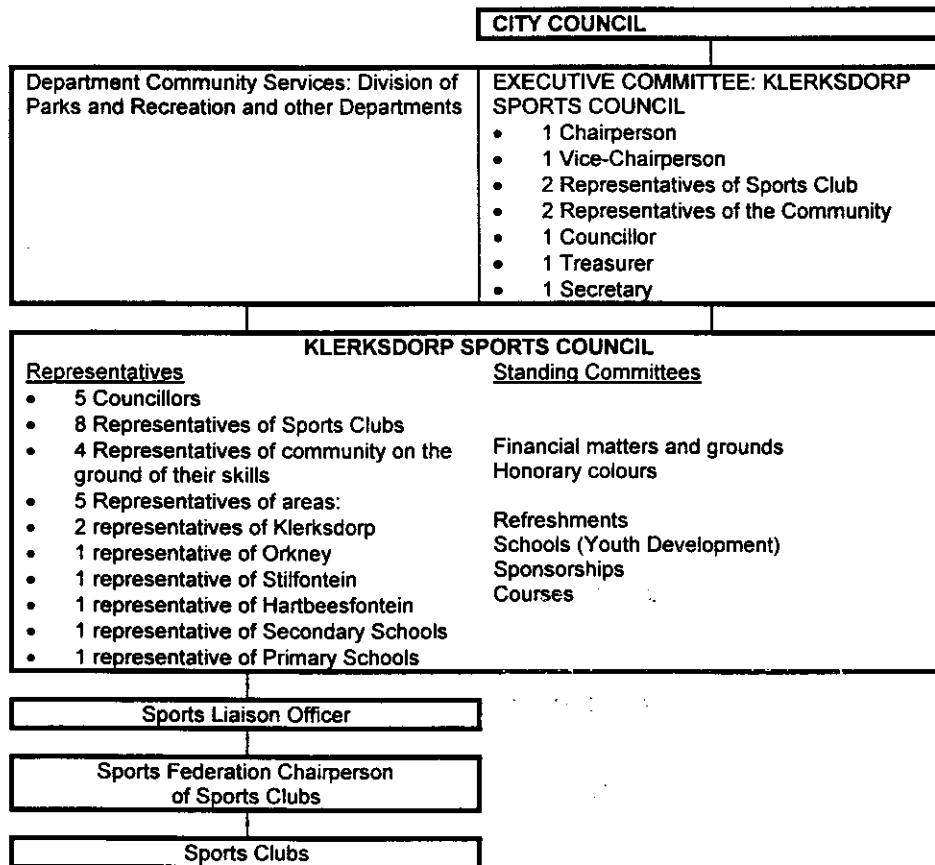 CITY COUNCIL
Department Community Services: Division of
Parks and Recreation and other Departments
EXECUTIVE COMMITTEE: KLERKSDORP
SPORTS COUNCIL
• 1 Chairperson
• 1 Vice-Chairperson
• 2 Representatives of Sports Club
• 2 Representatives of the Community
• 1 Councillor
• 1 Treasurer
• 1 Secretary
KLERKSDORP SPORTS COUNCIL
Representatives
• 5 Councillors
• 8 Representatives of Sports Clubs
• 4 Representatives of community on the
ground of their skills
• 5 Representatives of areas:
• 2 representatives of Klerksdorp
• 1 representative of Orkney
• 1 representative of Stilfontein
• 1 representative of Hartbeesfontein
• 1 representative of Secondary Schools
• 1 representative of Primary Schools
Standing Committees
Financial matters and grounds
Honorary colours
Refreshments
Schools (Youth Development)
Sponsorships
Courses
Sports Liaison Officer
Sports Federation Chairperson
of Sports Clubs
Sports Clubs